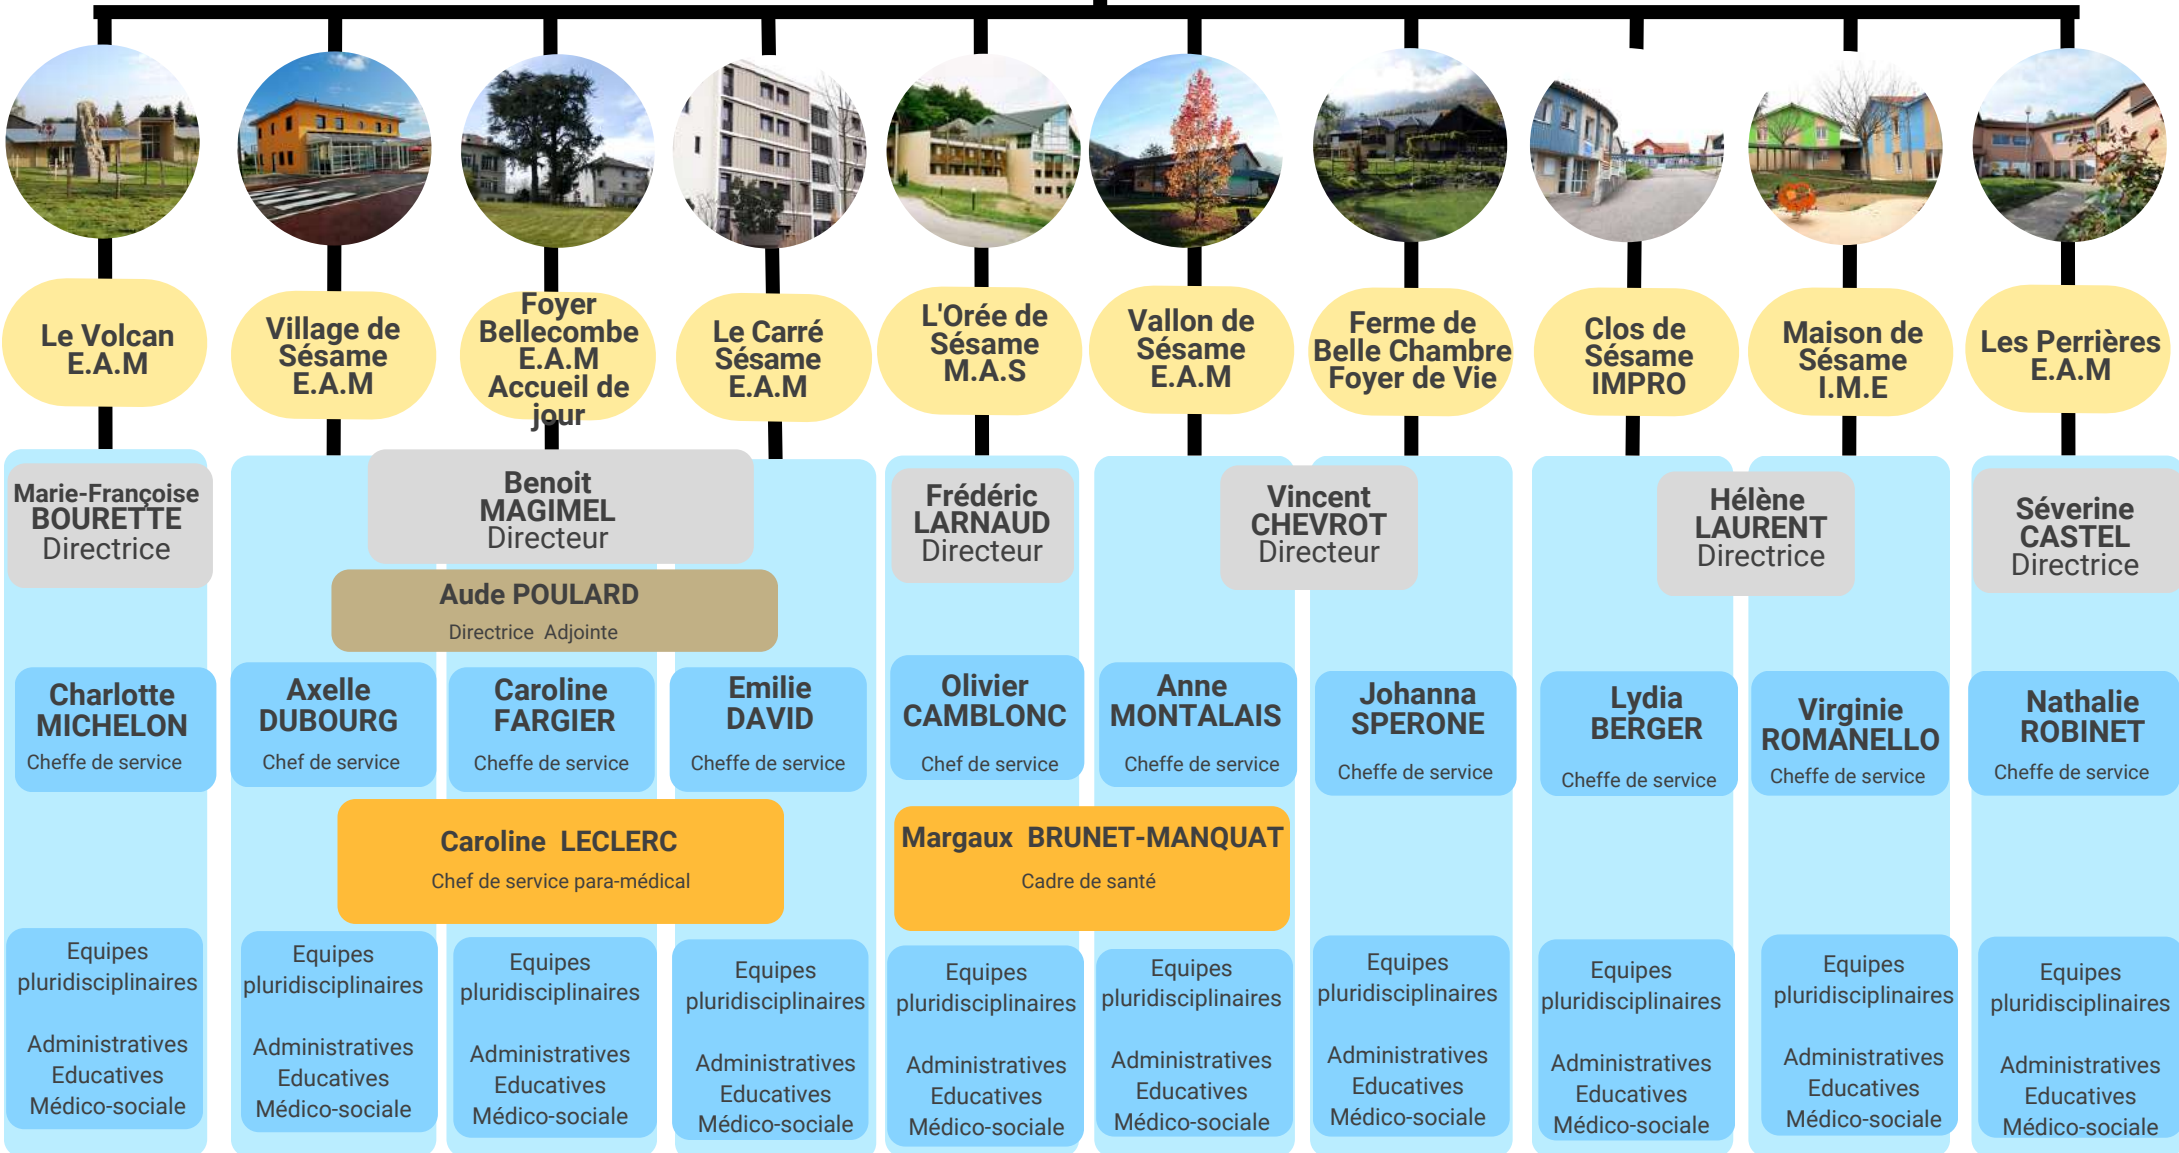 Le Volcan
E.A.M
Village de
Sésame
E.A.M
Foyer
Bellecombe
E.A.M
Accueil de
jour
Le Carré
Sésame
E.A.M
L'Orée de
Sésame
M.A.S
Vallon de
Sésame
E.A.M
Ferme de
Belle Chambre
Foyer de Vie
Clos de
Sésame
IMPRO
Maison de
Sésame
I.M.E
Les Perrières
E.A.M
Marie-Françoise
BOURETTE
Directrice
Benoit
MAGIMEL
Directeur
Frédéric
LARNAUD
Directeur
Vincent
CHEVROT
Directeur
Hélène
LAURENT
Directrice
Séverine
CASTEL
Directrice
Aude POULARD
Directrice Adjointe
Charlotte
MICHELON
Cheffe de service
Axelle
DUBOURG
Chef de service
Caroline
FARGIER
Cheffe de service
Emilie
DAVID
Cheffe de service
Olivier
CAMBLONC
Chef de service
Anne
MONTALAIS
Cheffe de service
Johanna
SPERONE
Cheffe de service
Lydia
BERGER
Cheffe de service
Virginie
ROMANELLO
Cheffe de service
Nathalie
ROBINET
Cheffe de service
Caroline LECLERC
Chef de service para-médical
Margaux BRUNET-MANQUAT
Cadre de santé
Equipes
pluridisciplinaires
Administratives
Educatives
Médico-sociale
Equipes
pluridisciplinaires
Administratives
Educatives
Médico-sociale
Equipes
pluridisciplinaires
Administratives
Educatives
Médico-sociale
Equipes
pluridisciplinaires
Administratives
Educatives
Médico-sociale
Equipes
pluridisciplinaires
Administratives
Educatives
Médico-sociale
Equipes
pluridisciplinaires
Administratives
Educatives
Médico-sociale
Equipes
pluridisciplinaires
Administratives
Educatives
Médico-sociale
Equipes
pluridisciplinaires
Administratives
Educatives
Médico-sociale
Equipes
pluridisciplinaires
Administratives
Educatives
Médico-sociale
Equipes
pluridisciplinaires
Administratives
Educatives
Médico-sociale